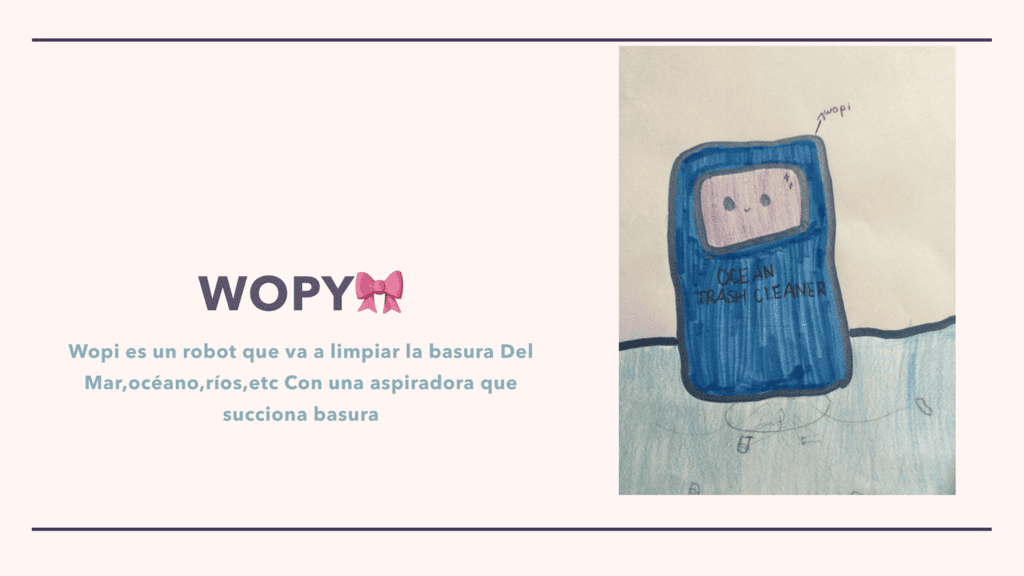 WOPY🎀
Wopi es un robot que va a limpiar la basura Del
Mar,océano,ríos,etc Con una aspiradora que
succiona basura
wopi
OCEAN
TRASH CLEANER